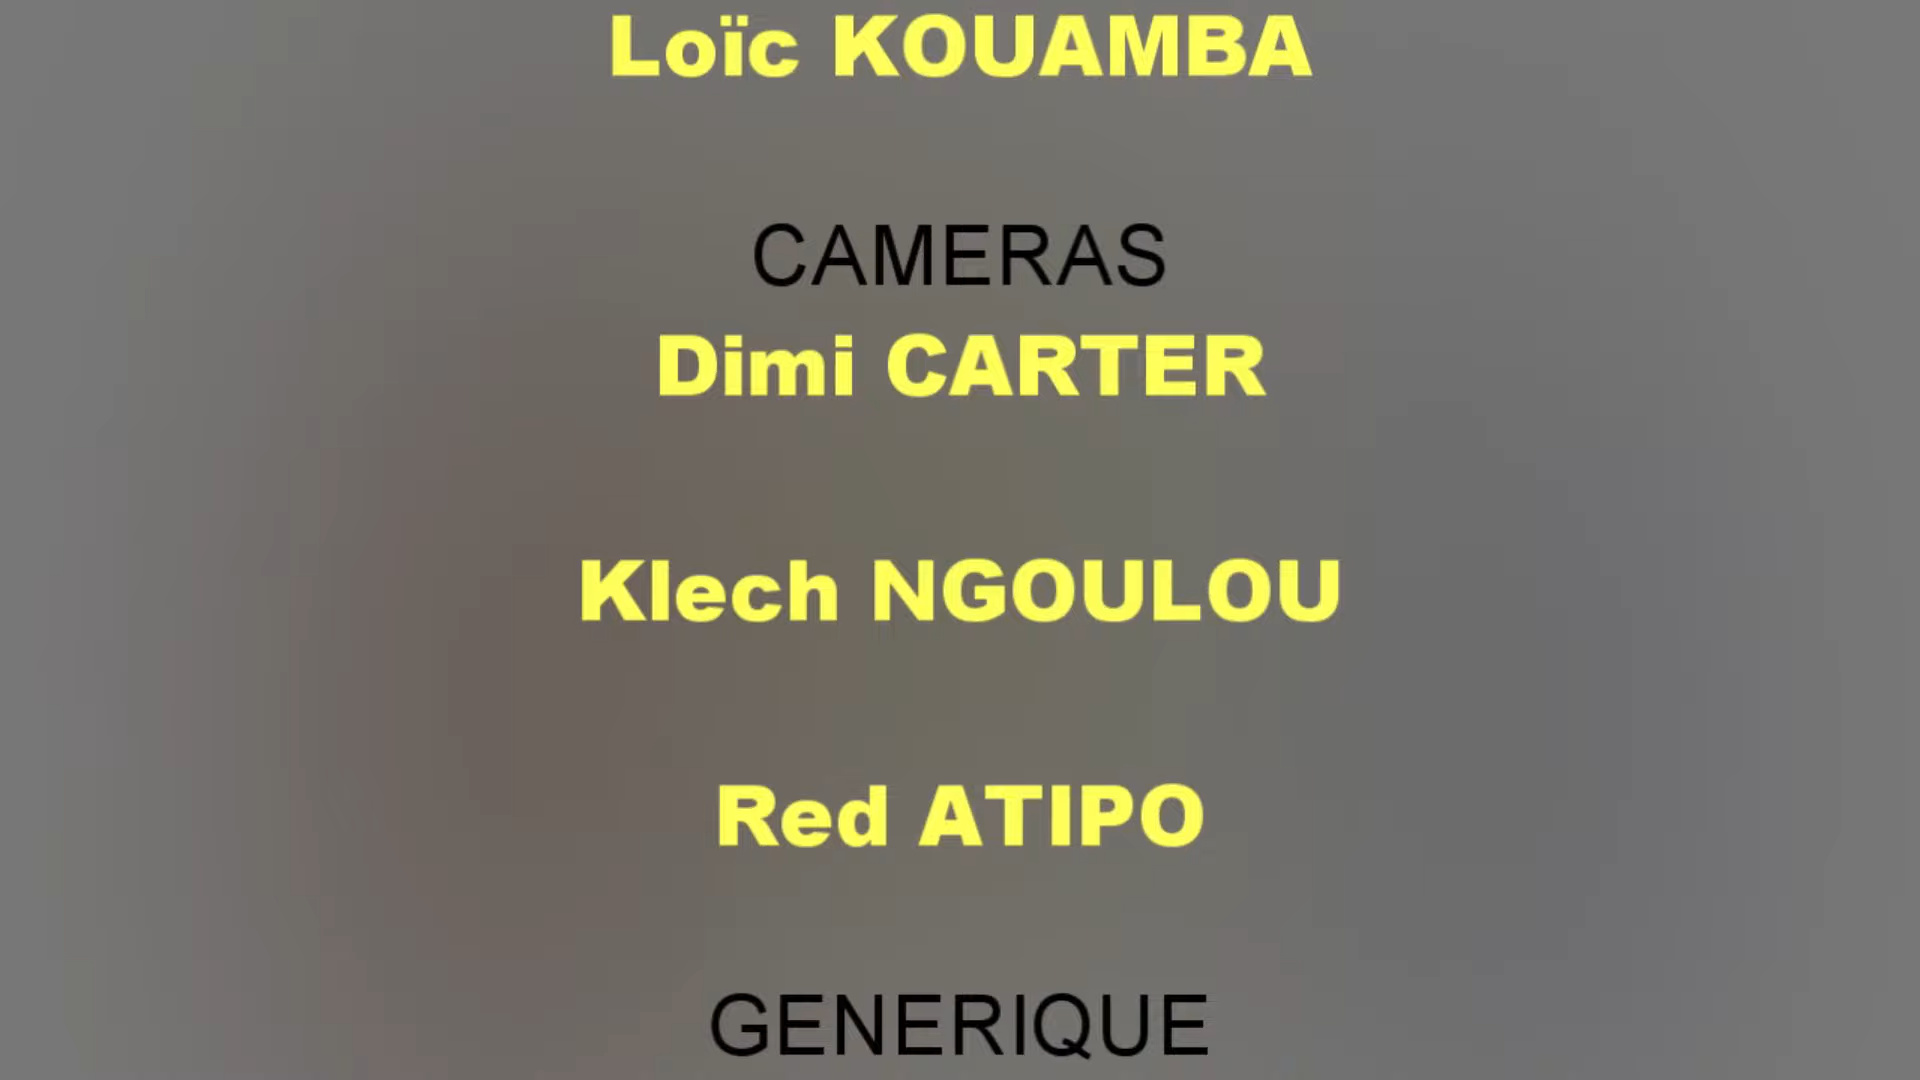 Loïc KOUAMBA
CAMERAS
Dimi CARTER
Klech NGOULOU
Red ATIPO
GENERIQUE